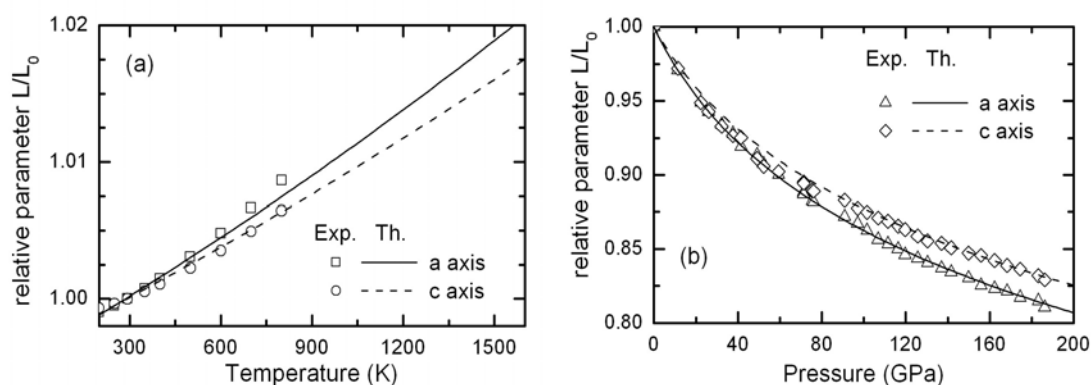 1.02
(a)
1.01
1.00
relative parameter L/L0
Exp. Th.
a axis
c axis
300 600 900 1200 1500
Temperature (K)
1.00
0.95
0.90
0.85
0.80
relative parameter L/L0
Exp. Th.
a axis
c axis
(b)
0 40 80 120 160 200
Pressure (GPa)